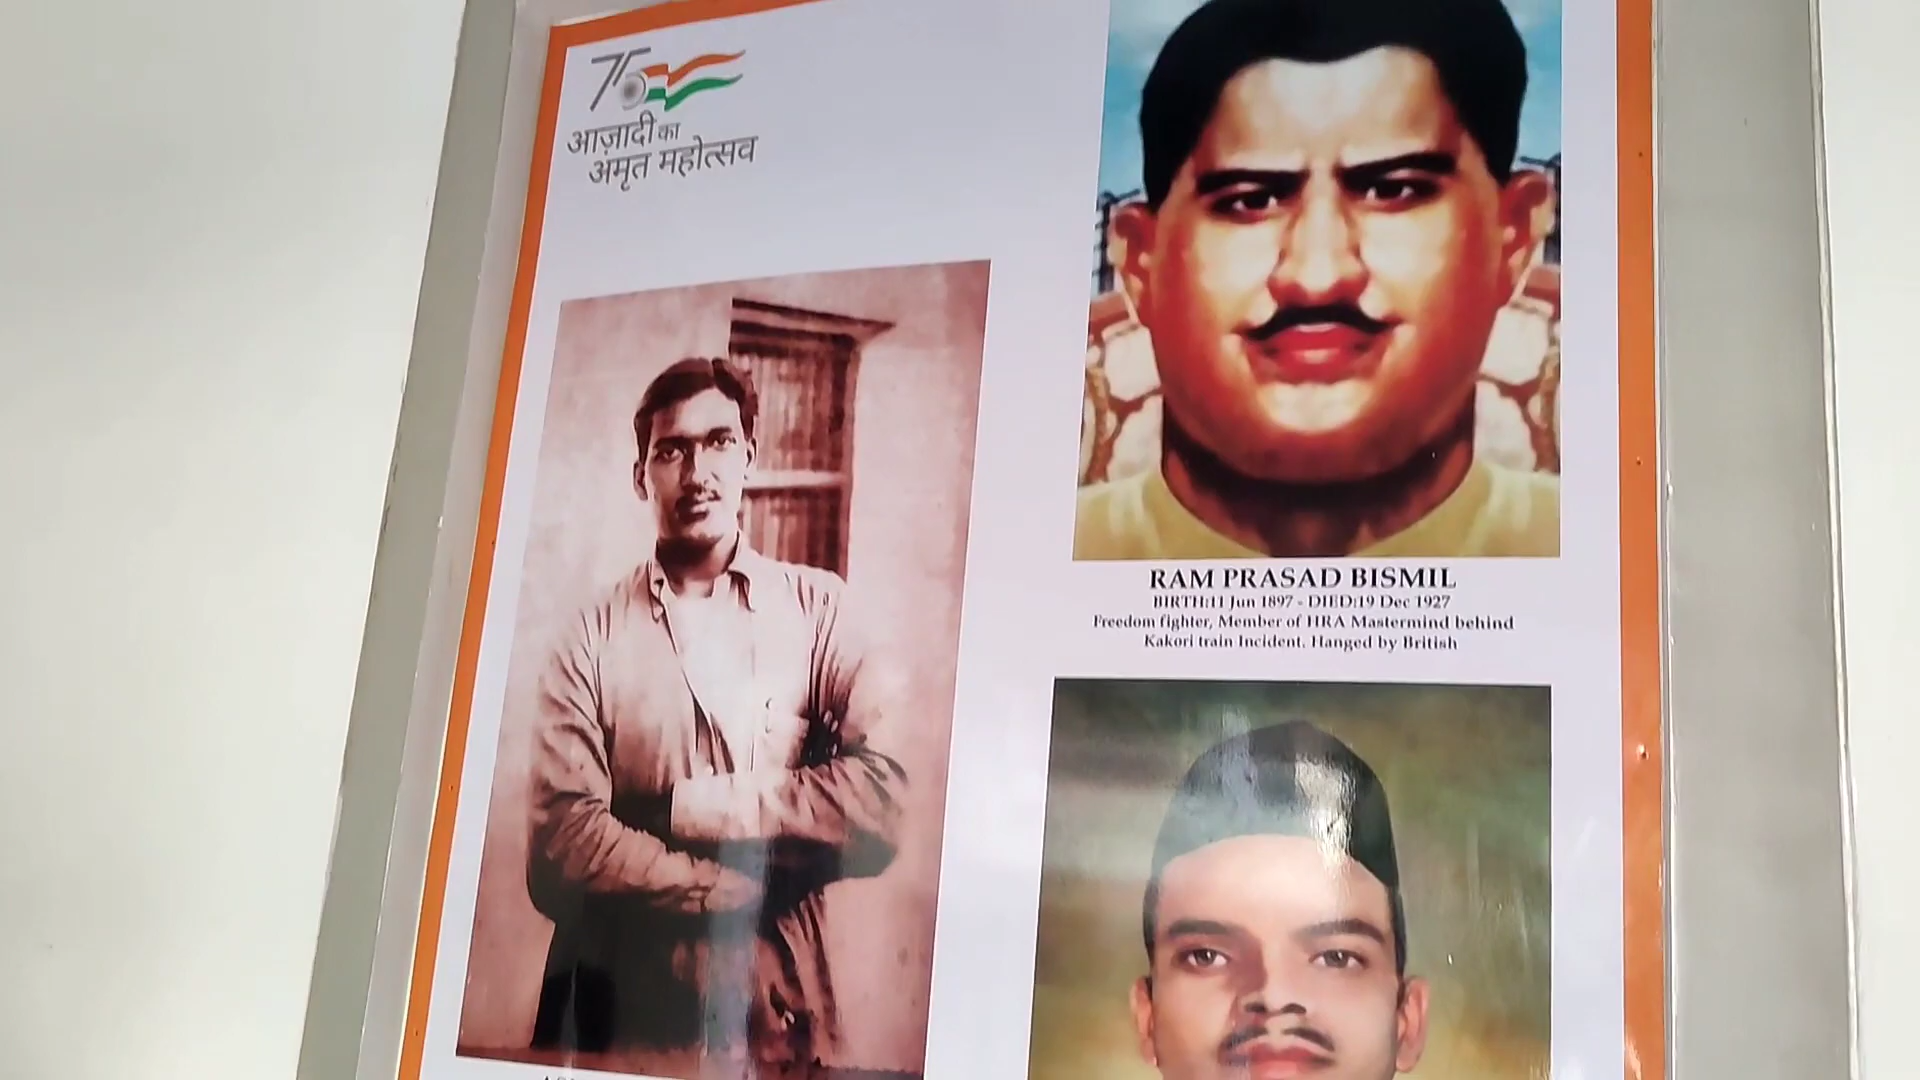 75
आज़ादी का
अमृत महोत्सव
RAM PRASAD BISMIL
BIRTH:11 Jun 1897 - DIED:19 Dec 1927
Freedom fighter, Member of HRA Mastermind behind
Kakori train Incident. Hanged by British